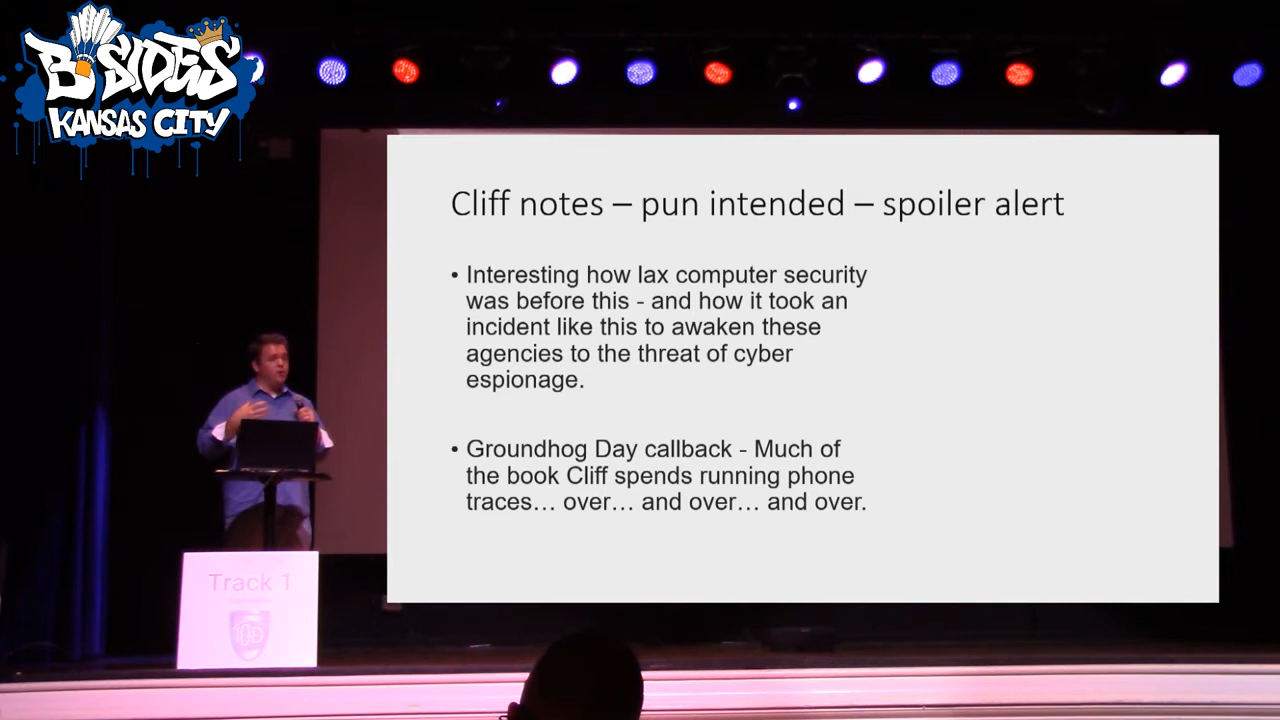 B-SIDES
KANSAS CITY
Cliff notes – pun intended – spoiler alert
• Interesting how lax computer security
was before this - and how it took an
incident like this to awaken these
agencies to the threat of cyber
espionage.
• Groundhog Day callback - Much of
the book Cliff spends running phone
traces… over… and over… and over.
Track 1